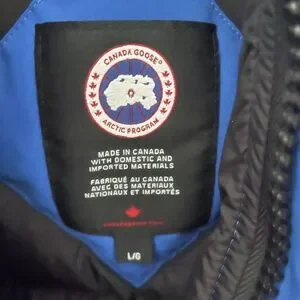 CANADA GOOSE®
ARCTIC PROGRAM
MADE IN CANADA
WITH DOMESTIC AND
IMPORTED MATERIALS
FABRIQUÉ AU CANADA
AVEC DES MATERIAUX
NATIONAUX ET IMPORTÉS
L/G